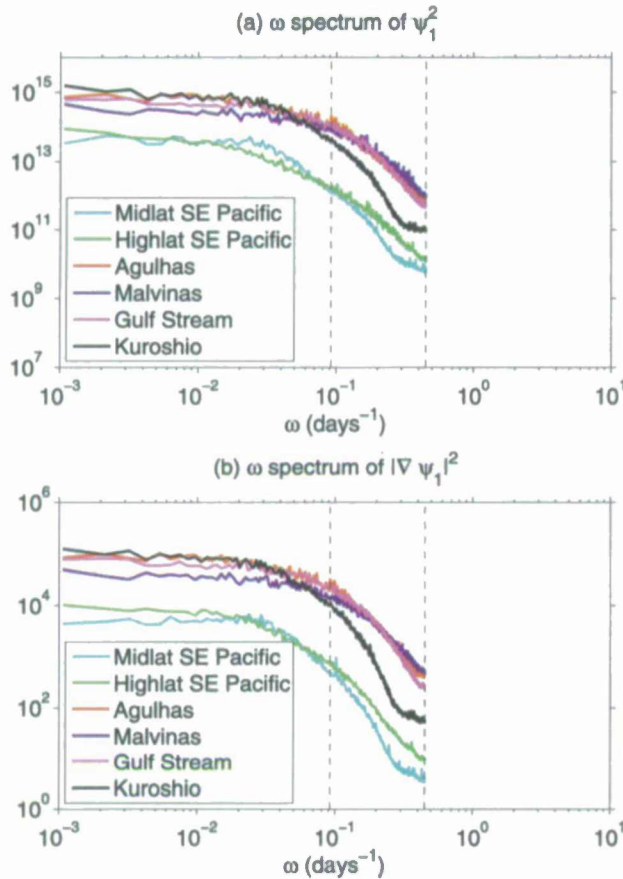 (a) ω spectrum of ψ₁²
10¹⁵
10¹³
10¹¹
10⁹
10⁷
Midlat SE Pacific
Highlat SE Pacific
Agulhas
Malvinas
Gulf Stream
Kuroshio
10⁻³ 10⁻² 10⁻¹ 10⁰ 10¹
ω (days⁻¹)
(b) ω spectrum of |∇ ψ₁|²
10⁶
10⁴
10²
10⁰
Midlat SE Pacific
Highlat SE Pacific
Agulhas
Malvinas
Gulf Stream
Kuroshio
10⁻³ 10⁻² 10⁻¹ 10⁰ 10¹
ω (days⁻¹)